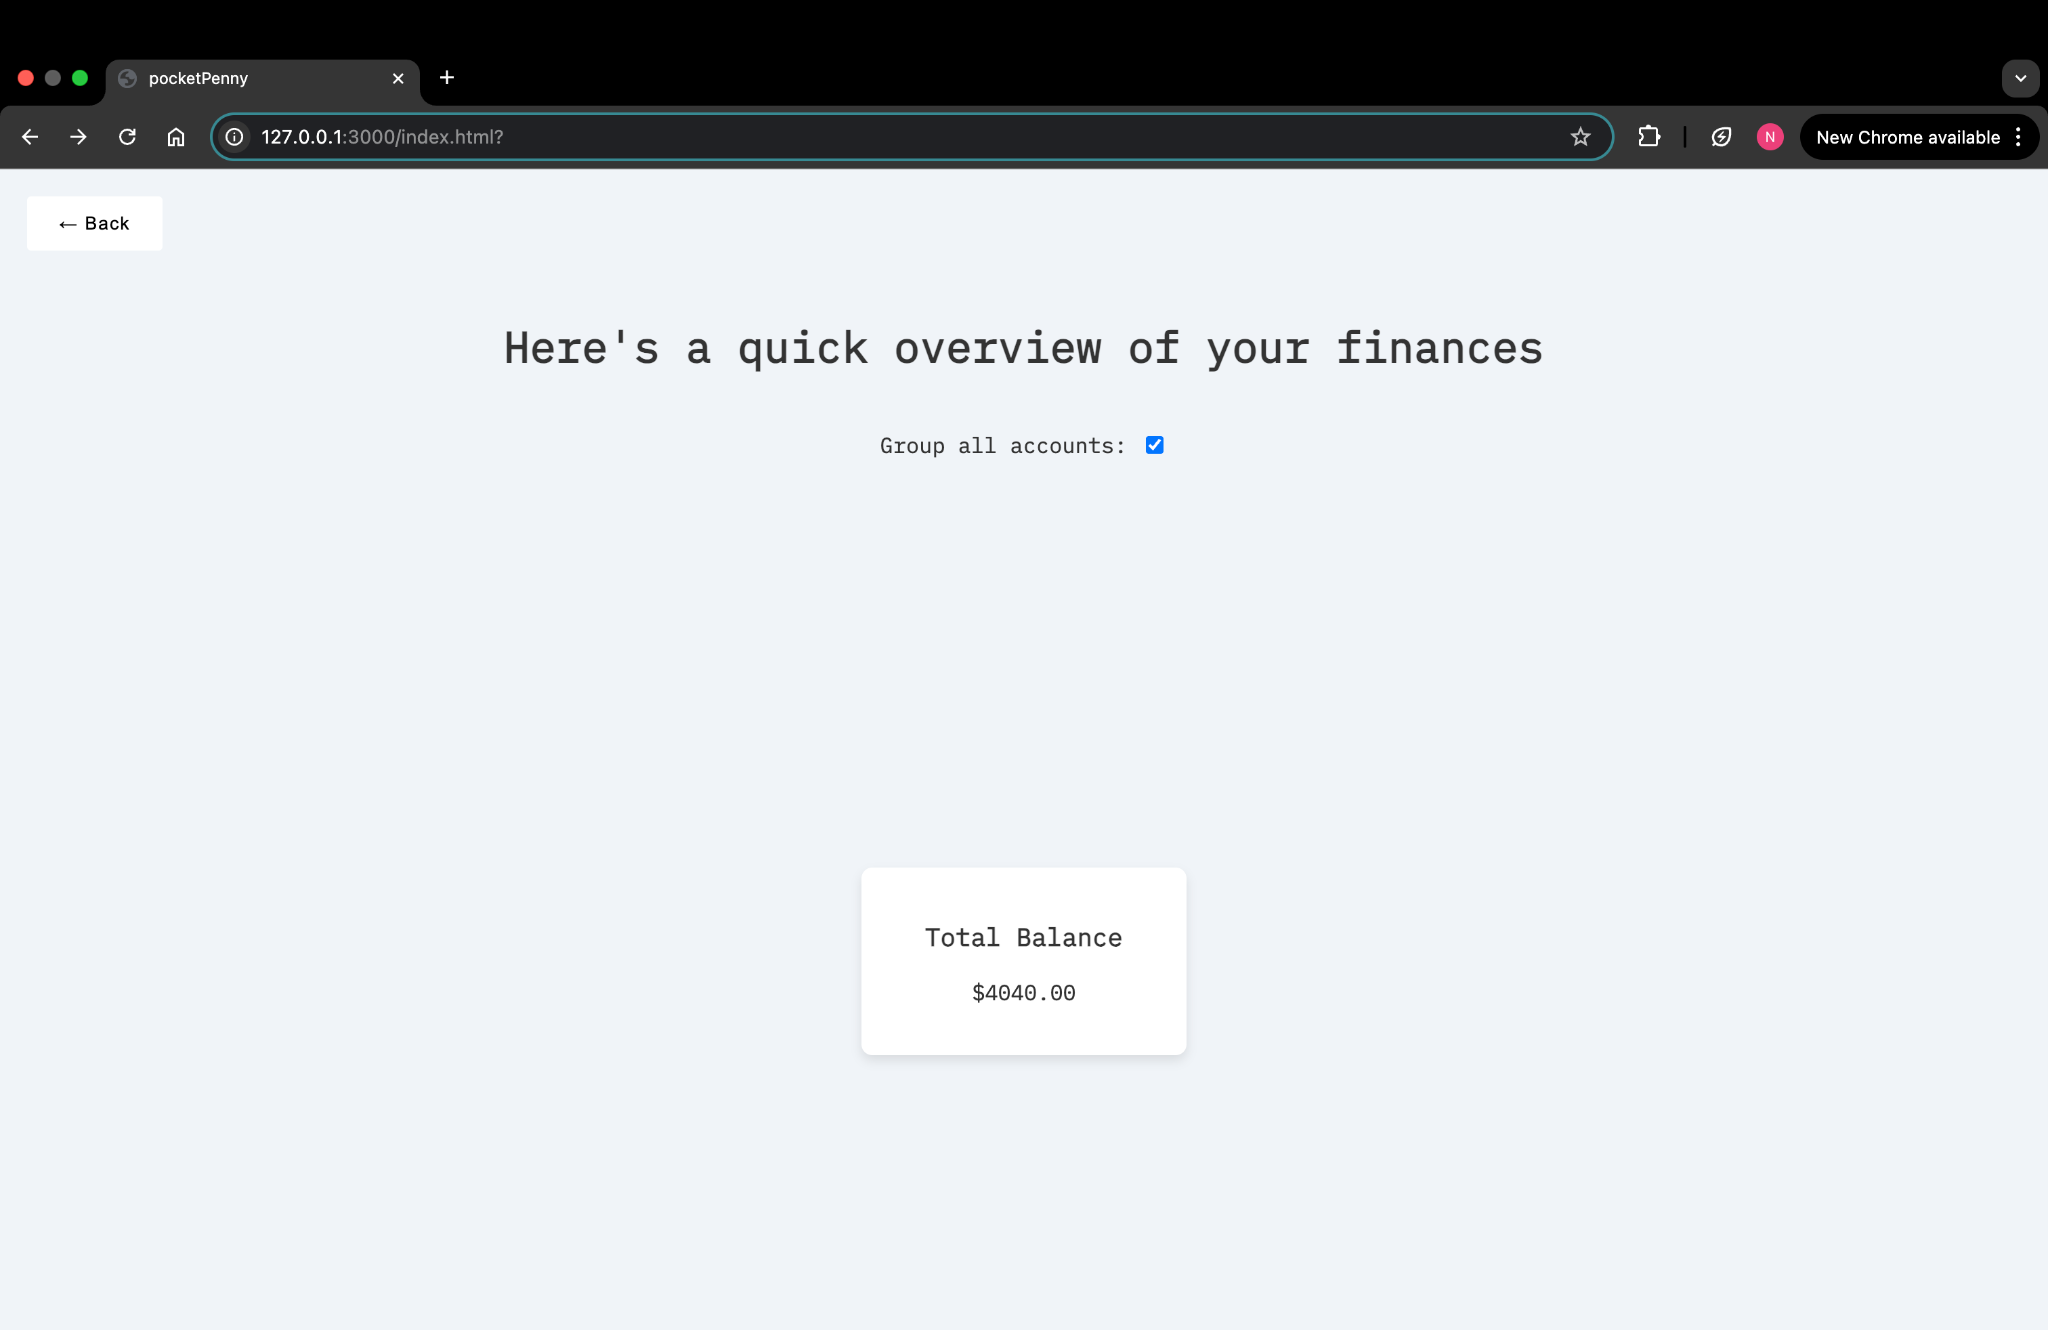 pocketPenny
127.0.0.1:3000/index.html?
N
New Chrome available
← Back
Here's a quick overview of your finances
Group all accounts:
Total Balance
$4040.00